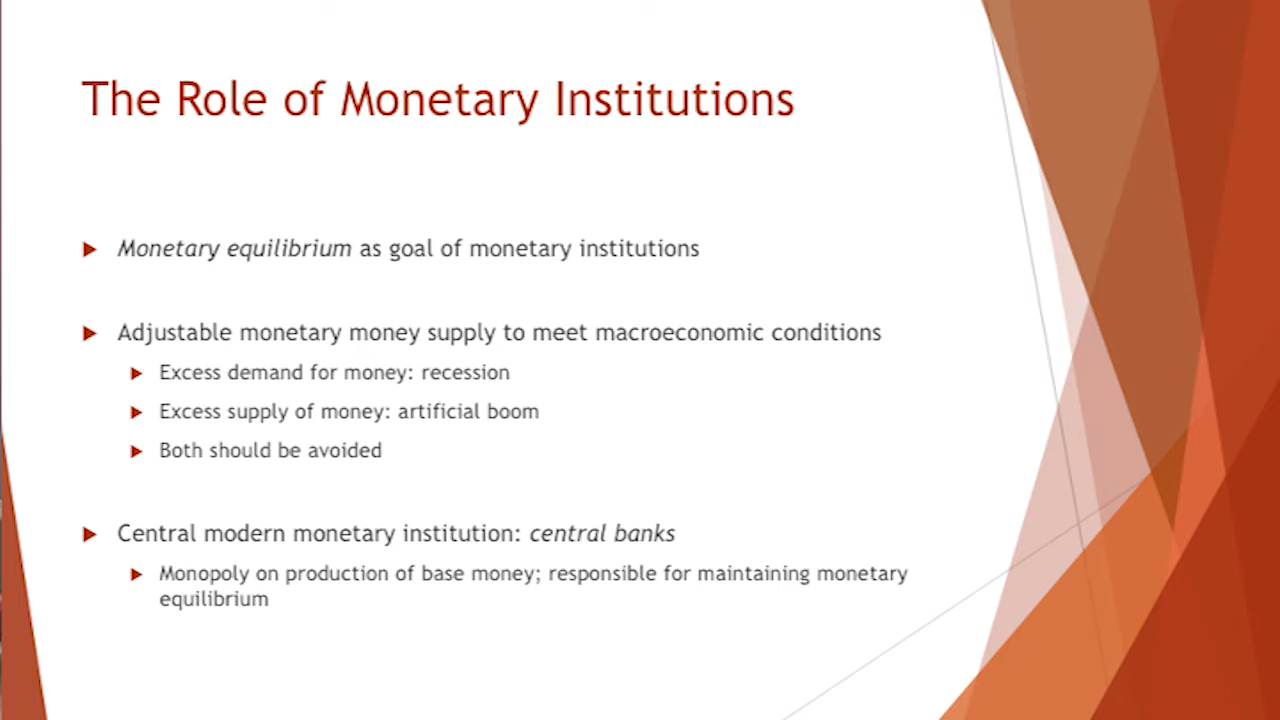 The Role of Monetary Institutions
Monetary equilibrium as goal of monetary institutions
Adjustable monetary money supply to meet macroeconomic conditions
Excess demand for money: recession
Excess supply of money: artificial boom
Both should be avoided
Central modern monetary institution: central banks
Monopoly on production of base money; responsible for maintaining monetary
equilibrium